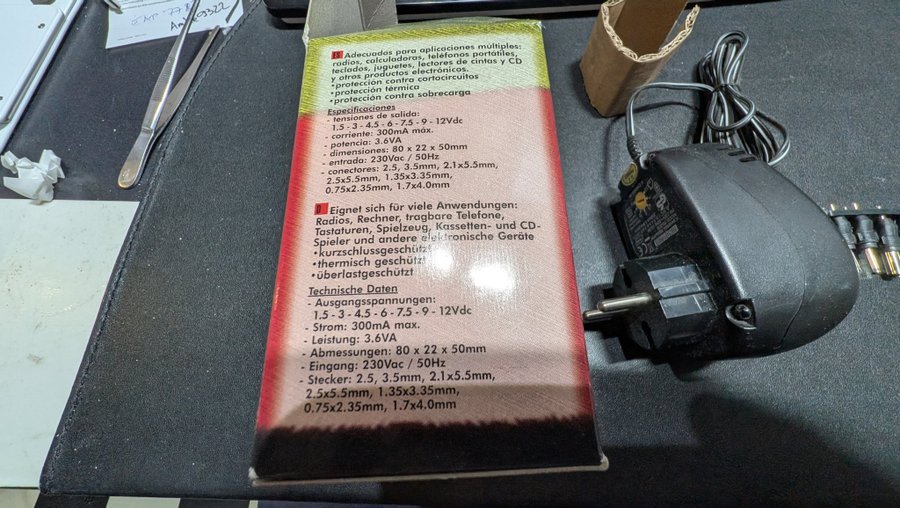 ES Adecuados para aplicaciones múltiples:
radios, calculadoras, teléfonos portátiles,
teclados, juguetes, lectores de cintas y CD
y otros productos electrónicos.
•protección contra cortocircuitos
•protección térmica
•protección contra sobrecarga
Especificaciones
- tensiones de salida:
1.5 - 3 - 4.5 - 6 - 7.5 - 9 - 12Vdc
- corriente: 300mA máx.
- potencia: 3.6VA
- dimensiones: 80 x 22 x 50mm
- entrada: 230Vac / 50Hz
- conectores: 2.5, 3.5mm, 2.1x5.5mm,
2.5x5.5mm, 1.35x3.35mm,
0.75x2.35mm, 1.7x4.0mm
D Eignet sich für viele Anwendungen:
Radios, Rechner, tragbare Telefone,
Tastaturen, Spielzeug, Kassetten- und CD-
Spieler und andere elektronische Geräte
•kurzschlussgeschützt
•thermisch geschützt
•überlastgeschützt
Technische Daten
- Ausgangsspannungen:
1.5 - 3 - 4.5 - 6 - 7.5 - 9 - 12Vdc
- Strom: 300mA max.
- Leistung: 3.6VA
- Abmessungen: 80 x 22 x 50mm
- Eingang: 230Vac / 50Hz
- Stecker: 2.5, 3.5mm, 2.1x5.5mm,
2.5x5.5mm, 1.35x3.35mm,
0.75x2.35mm, 1.7x4.0mm